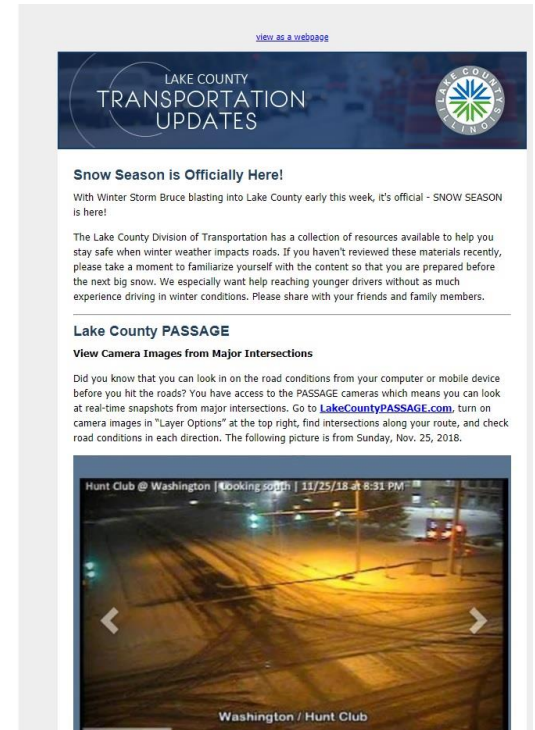 view as a webpage
LAKE COUNTY
TRANSPORTATION
UPDATES
LAKE COUNTY
ILLINOIS
Snow Season is Officially Here!
With Winter Storm Bruce blasting into Lake County early this week, it's official - SNOW SEASON
is here!
The Lake County Division of Transportation has a collection of resources available to help you
stay safe when winter weather impacts roads. If you haven't reviewed these materials recently,
please take a moment to familiarize yourself with the content so that you are prepared before
the next big snow. We especially want help reaching younger drivers without as much
experience driving in winter conditions. Please share with your friends and family members.
Lake County PASSAGE
View Camera Images from Major Intersections
Did you know that you can look in on the road conditions from your computer or mobile device
before you hit the roads? You have access to the PASSAGE cameras which means you can look
at real-time snapshots from major intersections. Go to LakeCountyPASSAGE.com, turn on
camera images in "Layer Options" at the top right, find intersections along your route, and check
road conditions in each direction. The following picture is from Sunday, Nov. 25, 2018.
Hunt Club @ Washington | Looking south | 11/25/18 at 8:31 PM
Washington / Hunt Club